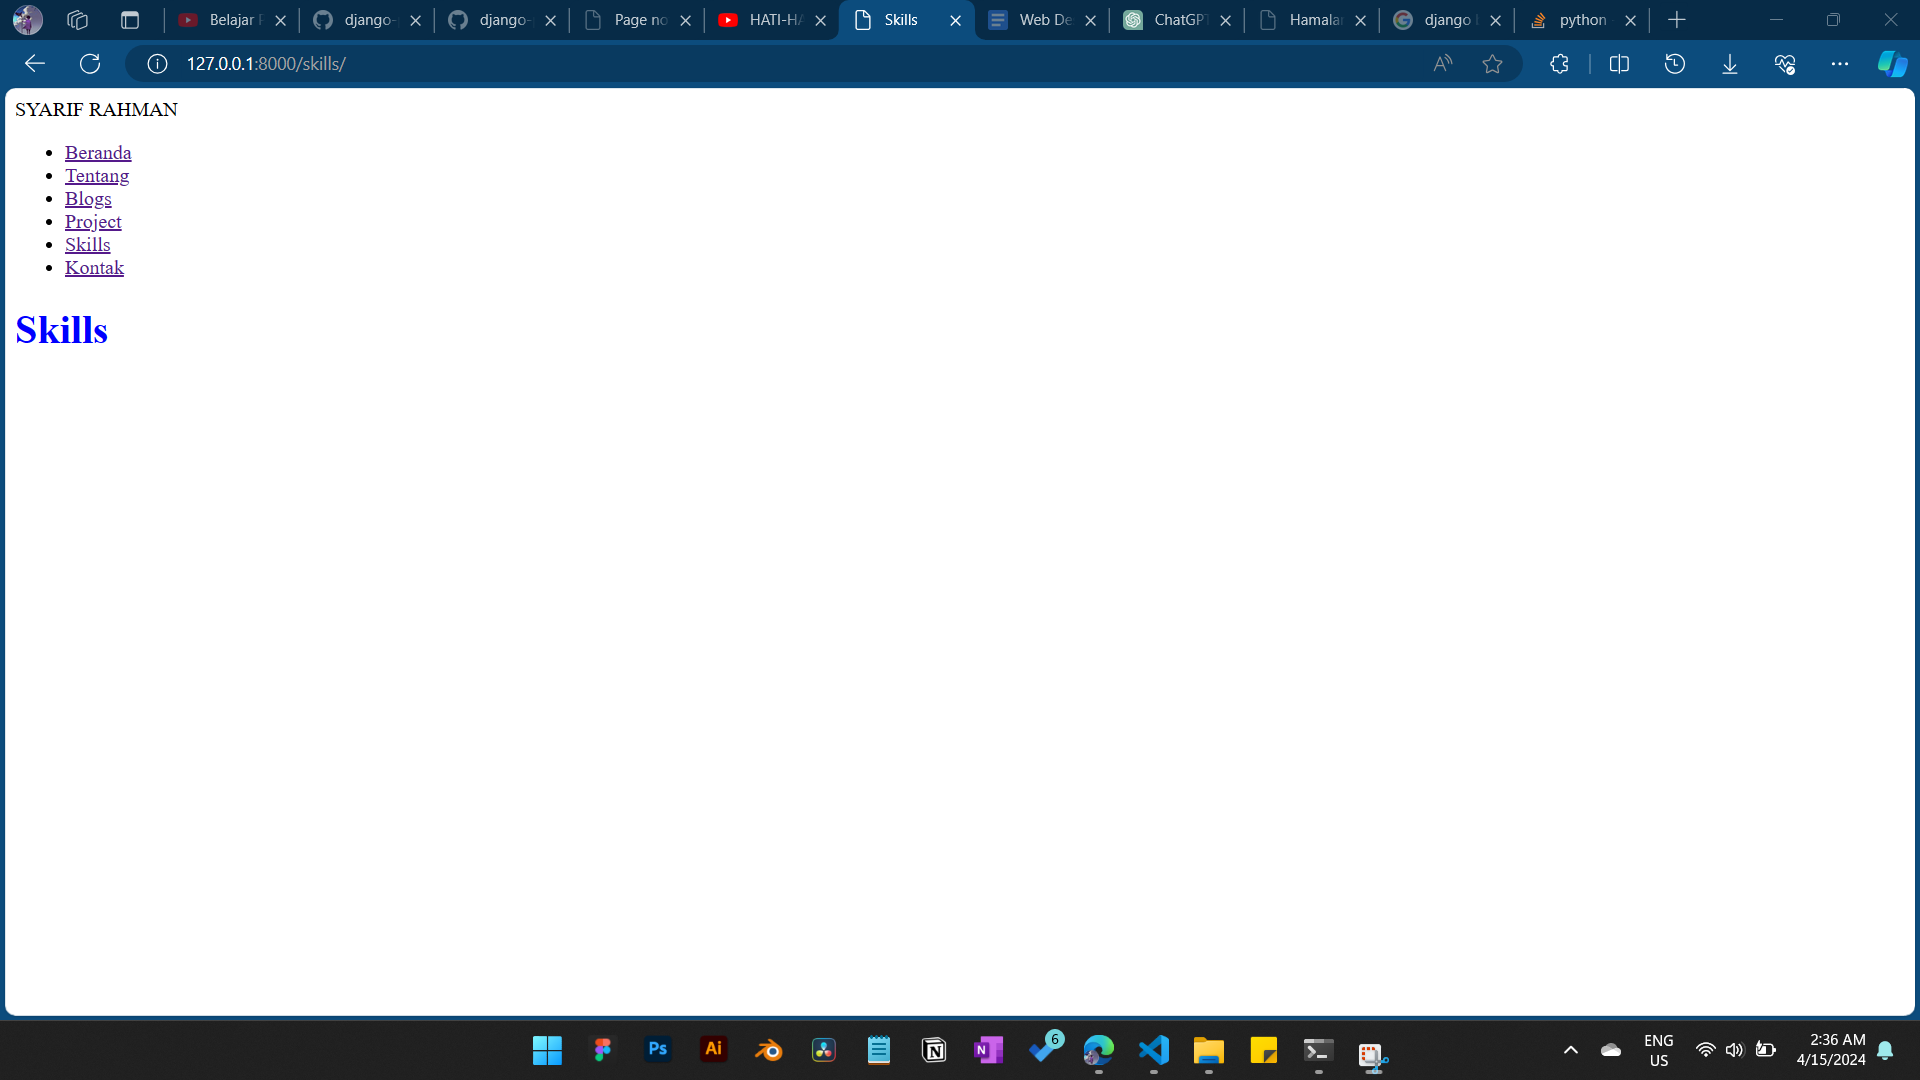 Belajar
django-
django-
Page no
HATI-HA
Skills
Web De
ChatGPT
Hamala
django
python
127.0.0.1:8000/skills/
SYARIF RAHMAN
Beranda
Tentang
Blogs
Project
Skills
Kontak
Skills
Ps
Ai
N
N
6
ENG
US
2:36 AM
4/15/2024